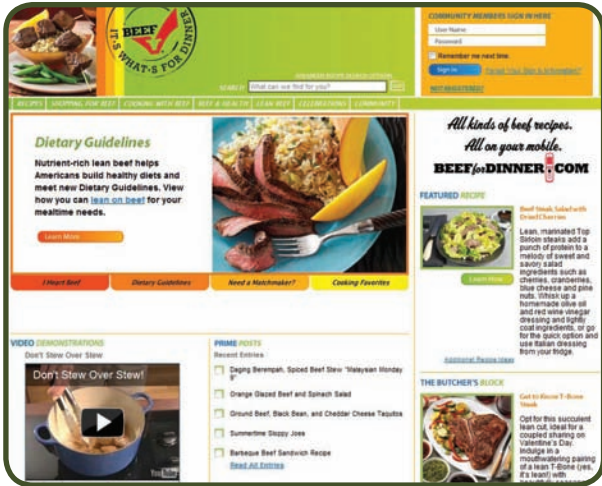 BEEF
IT'S WHAT'S FOR DINNER
COMMUNITY MEMBERS SIGN IN HERE
User Name
Password
Remember me next time.
Sign In
Forgot Your Sign In Information?
NOT REGISTERED?
ADVANCED RECIPE SEARCH OPTIONS
SEARCH
What can we find for you?
RECIPES
SHOPPING FOR BEEF
COOKING WITH BEEF
BEEF & HEALTH
LEAN BEEF
CELEBRATIONS
COMMUNITY
Dietary Guidelines
Nutrient-rich lean beef helps
Americans build healthy diets and
meet new Dietary Guidelines. View
how you can lean on beef for your
mealtime needs.
Learn More
I Heart Beef
Dietary Guidelines
Need a Matchmaker?
Cooking Favorites
All kinds of beef recipes.
All on your mobile.
BEEFforDINNER.COM
FEATURED RECIPE
Beef Steak Salad with
Dried Cherries
Lean, marinated Top
Sirloin steaks add a
punch of protein to a
melody of sweet and
savory salad
ingredients such as
cherries, cranberries,
blue cheese and pine
nuts. Whisk up a
homemade olive oil
and red wine vinegar
dressing and lightly
coat ingredients, or go
for the quick option and
use Italian dressing
from your fridge.
Learn How
Additional Recipe Ideas
VIDEO DEMONSTRATIONS
Don't Stew Over Stew
Don't Stew Over Stew!
YouTube
PRIME POSTS
Recent Entries
Daging Berempah, Spiced Beef Stew "Malaysian Monday
8"
Orange Glazed Beef and Spinach Salad
Ground Beef, Black Bean, and Cheddar Cheese Taquitos
Summertime Sloppy Joes
Barbeque Beef Sandwich Recipe
Read All Entries
THE BUTCHER'S BLOCK
Get to Know T-Bone
Steak
Opt for this succulent
lean cut, ideal for a
coupled sharing on
Valentine's Day.
Indulge in a
mouthwatering pairing
of a lean T-Bone (yes,
it's lean!) with